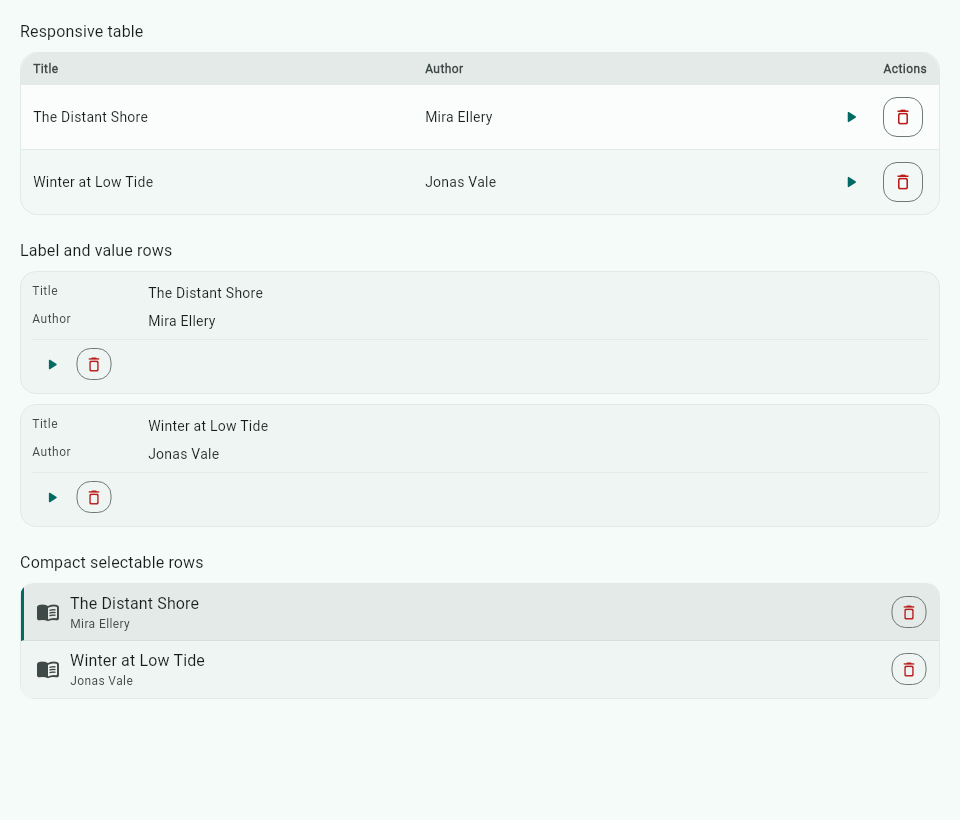 Responsive table
Title Author Actions
The Distant Shore Mira Ellery
Winter at Low Tide Jonas Vale
Label and value rows
Title The Distant Shore
Author Mira Ellery
Title Winter at Low Tide
Author Jonas Vale
Compact selectable rows
The Distant Shore
Mira Ellery
Winter at Low Tide
Jonas Vale